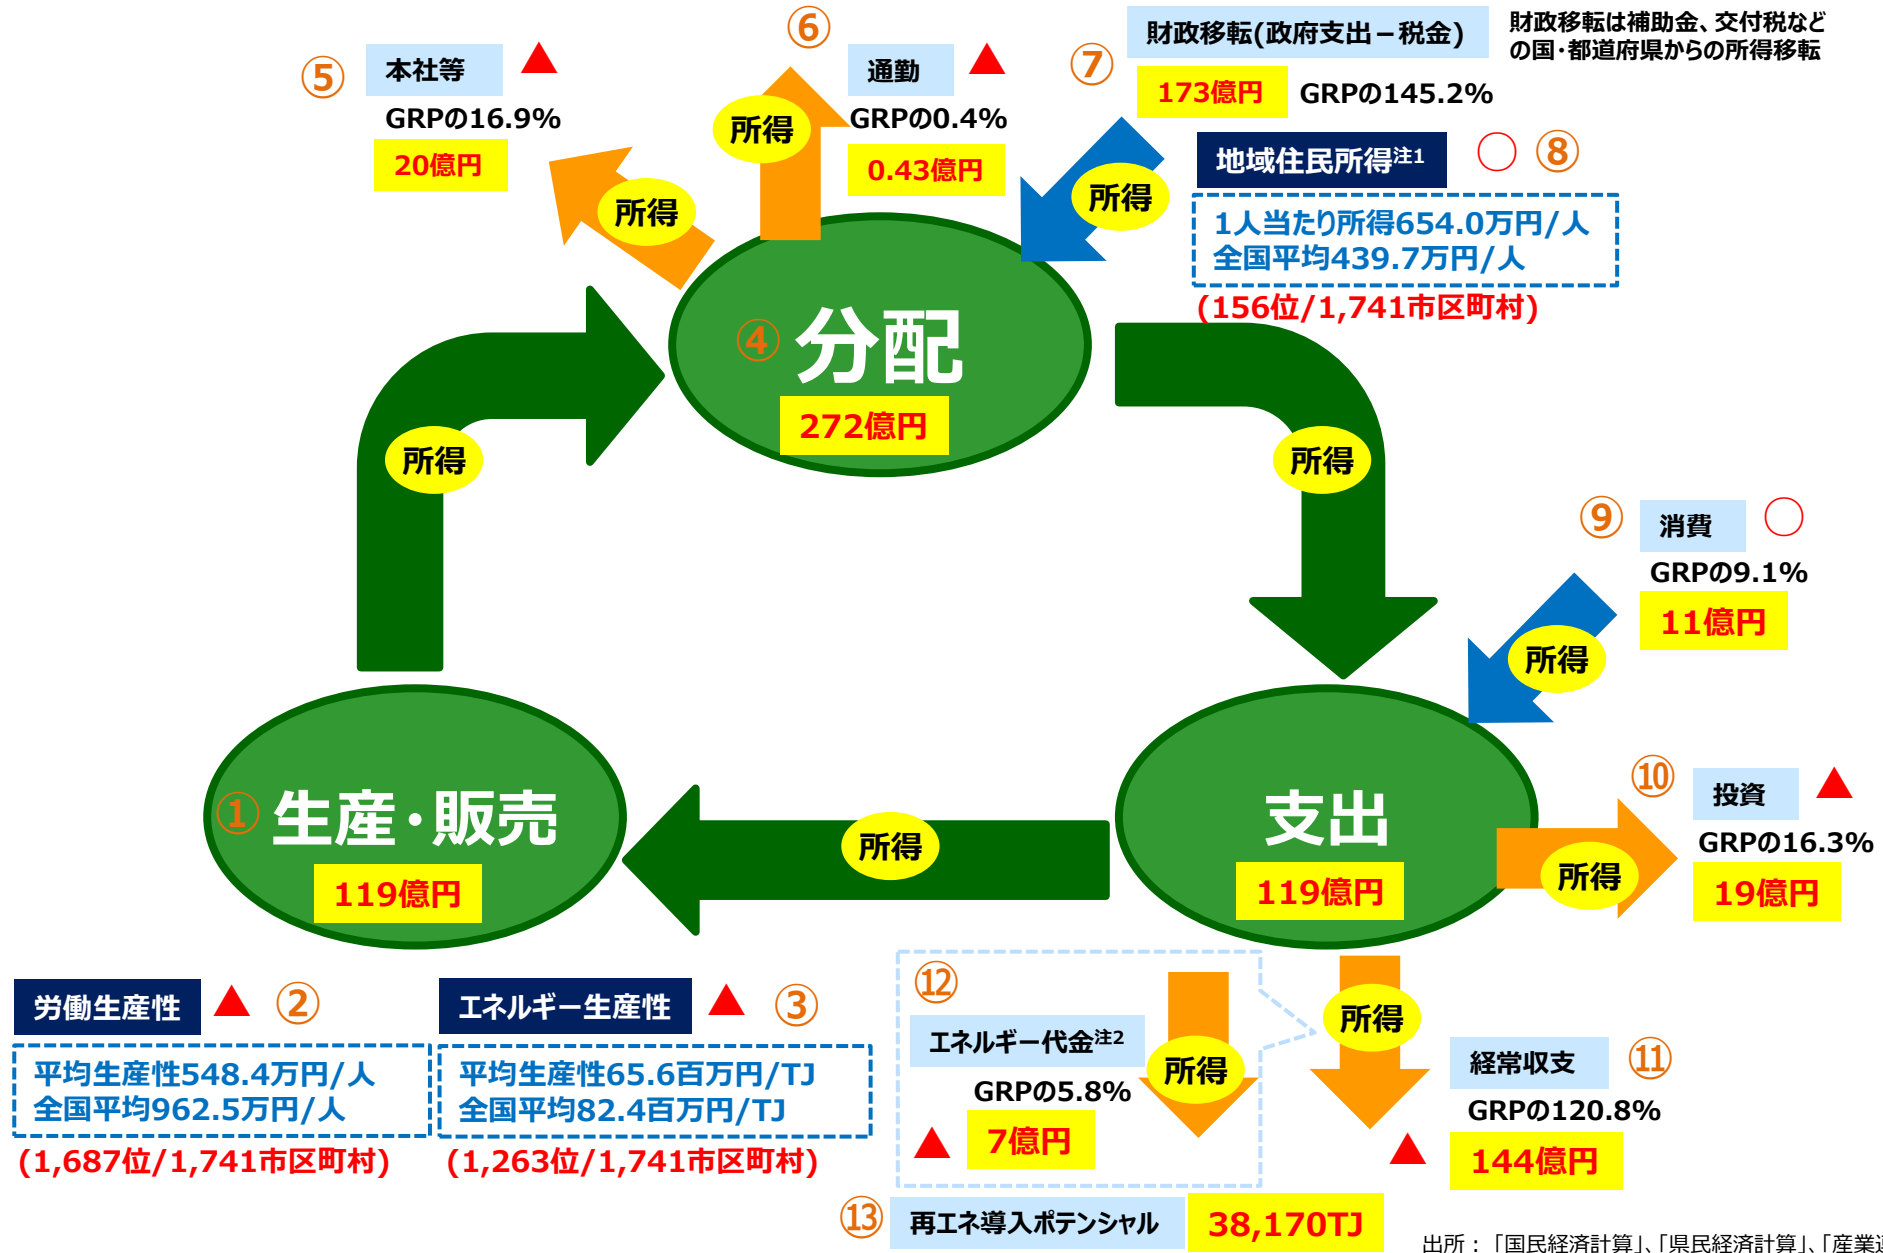 ⑤ 本社等 ▲
GRPの16.9%
20億円
所得
⑥
通勤 ▲
GRPの0.4%
0.43億円
所得
⑦ 財政移転(政府支出－税金)
173億円 GRPの145.2%
財政移転は補助金、交付税など
の国・都道府県からの所得移転
所得
地域住民所得注1 ○ ⑧
1人当たり所得654.0万円/人
全国平均439.7万円/人
(156位/1,741市区町村)
④ 分配
272億円
所得
所得
⑨ 消費 ○
GRPの9.1%
11億円
所得
① 生産・販売
119億円
所得
支出
119億円
⑩ 投資 ▲
GRPの16.3%
19億円
所得
労働生産性 ▲ ②
平均生産性548.4万円/人
全国平均962.5万円/人
(1,687位/1,741市区町村)
エネルギー生産性 ▲ ③
平均生産性65.6百万円/TJ
全国平均82.4百万円/TJ
(1,263位/1,741市区町村)
⑫
エネルギー代金注2
GRPの5.8%
▲ 7億円
所得
所得
経常収支 ⑪
GRPの120.8%
▲ 144億円
⑬ 再エネ導入ポテンシャル 38,170TJ
出所：「国民経済計算」、「県民経済計算」、「産業